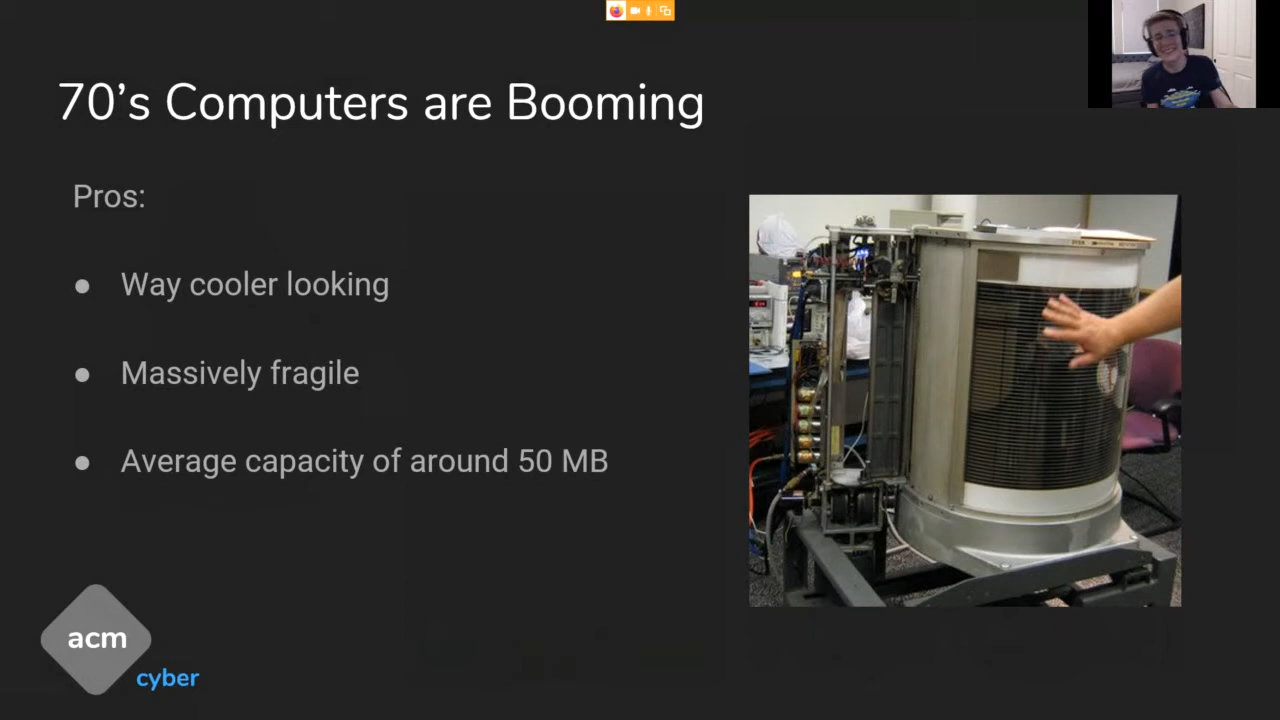 70's Computers are Booming
Pros:
● Way cooler looking
● Massively fragile
● Average capacity of around 50 MB
acm
cyber